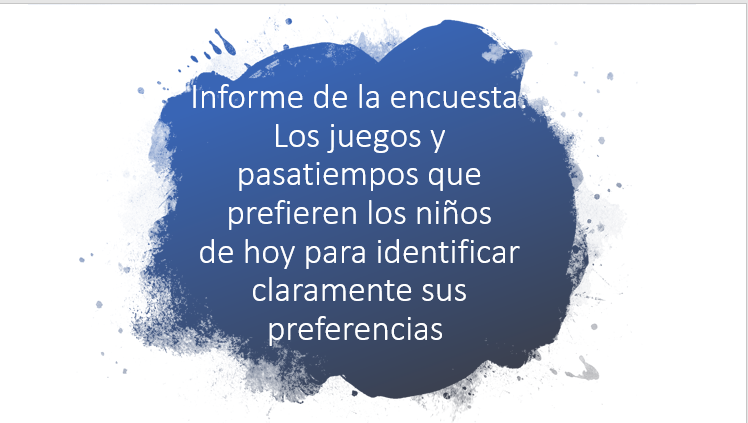 Informe de la encuesta.
Los juegos y
pasatiempos que
prefieren los niños
de hoy para identificar
claramente sus
preferencias